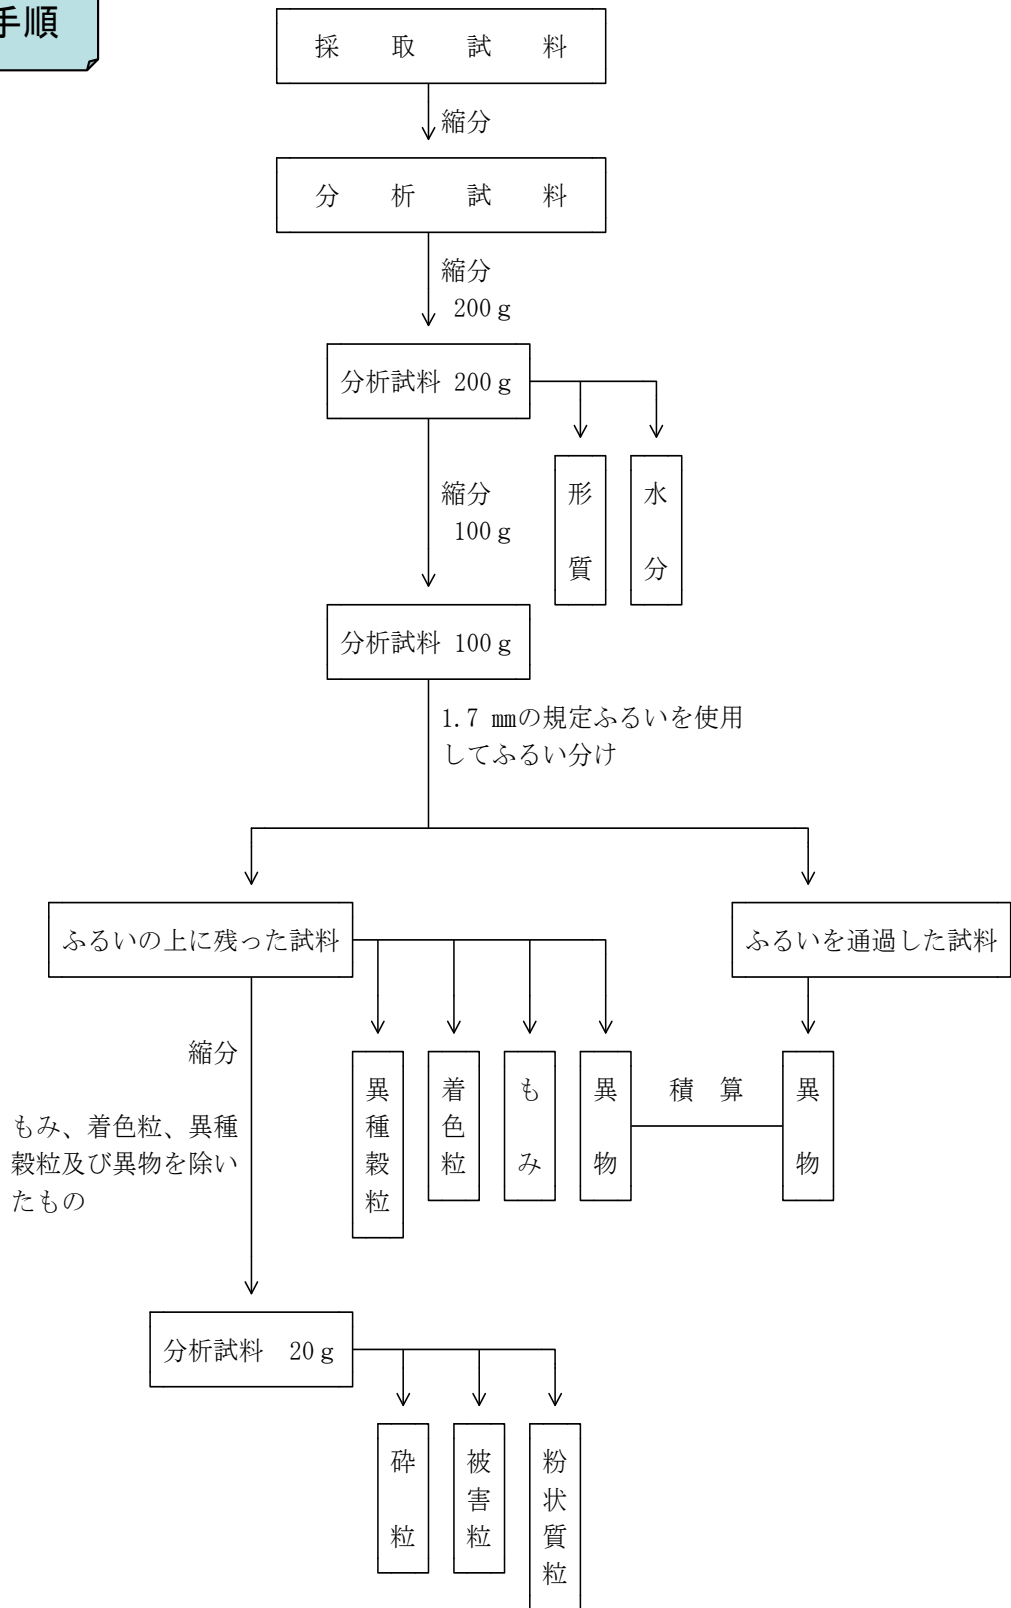 手順
採取試料
縮分
分析試料
縮分
200ｇ
分析試料 200ｇ
縮分
100ｇ
形質
水分
分析試料 100ｇ
1.7 ㎜の規定ふるいを使用
してふるい分け
ふるいの上に残った試料
ふるいを通過した試料
縮分
もみ、着色粒、異種
穀粒及び異物を除い
たもの
異種穀粒
着色粒
もみ
異物
積算
異物
分析試料 20ｇ
砕粒
被害粒
粉状質粒